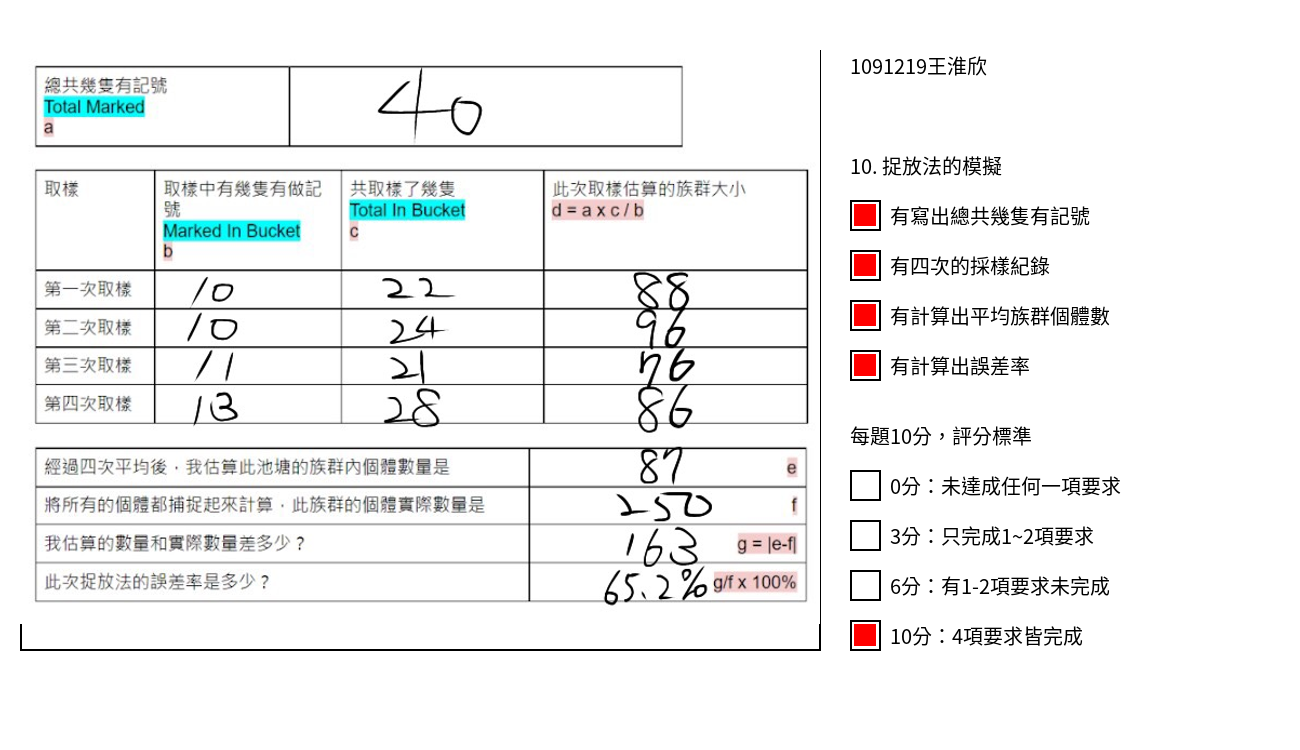 總共幾隻有記號
Total Marked
a
40
取樣
取樣中有幾隻有做記
號
Marked In Bucket
b
共取樣了幾隻
Total In Bucket
c
此次取樣估算的族群大小
d = a x c / b
第一次取樣 10 22 88
第二次取樣 10 24 96
第三次取樣 11 21 76
第四次取樣 13 28 86
經過四次平均後，我估算此池塘的族群內個體數量是 87 e
將所有的個體都捕捉起來計算，此族群的個體實際數量是 250 f
我估算的數量和實際數量差多少？ 163 g = |e-f|
此次捉放法的誤差率是多少？ 65.2% g/f x 100%
1091219王淮欣
10. 捉放法的模擬
有寫出總共幾隻有記號
有四次的採樣紀錄
有計算出平均族群個體數
有計算出誤差率
每題10分，評分標準
0分：未達成任何一項要求
3分：只完成1~2項要求
6分：有1-2項要求未完成
10分：4項要求皆完成